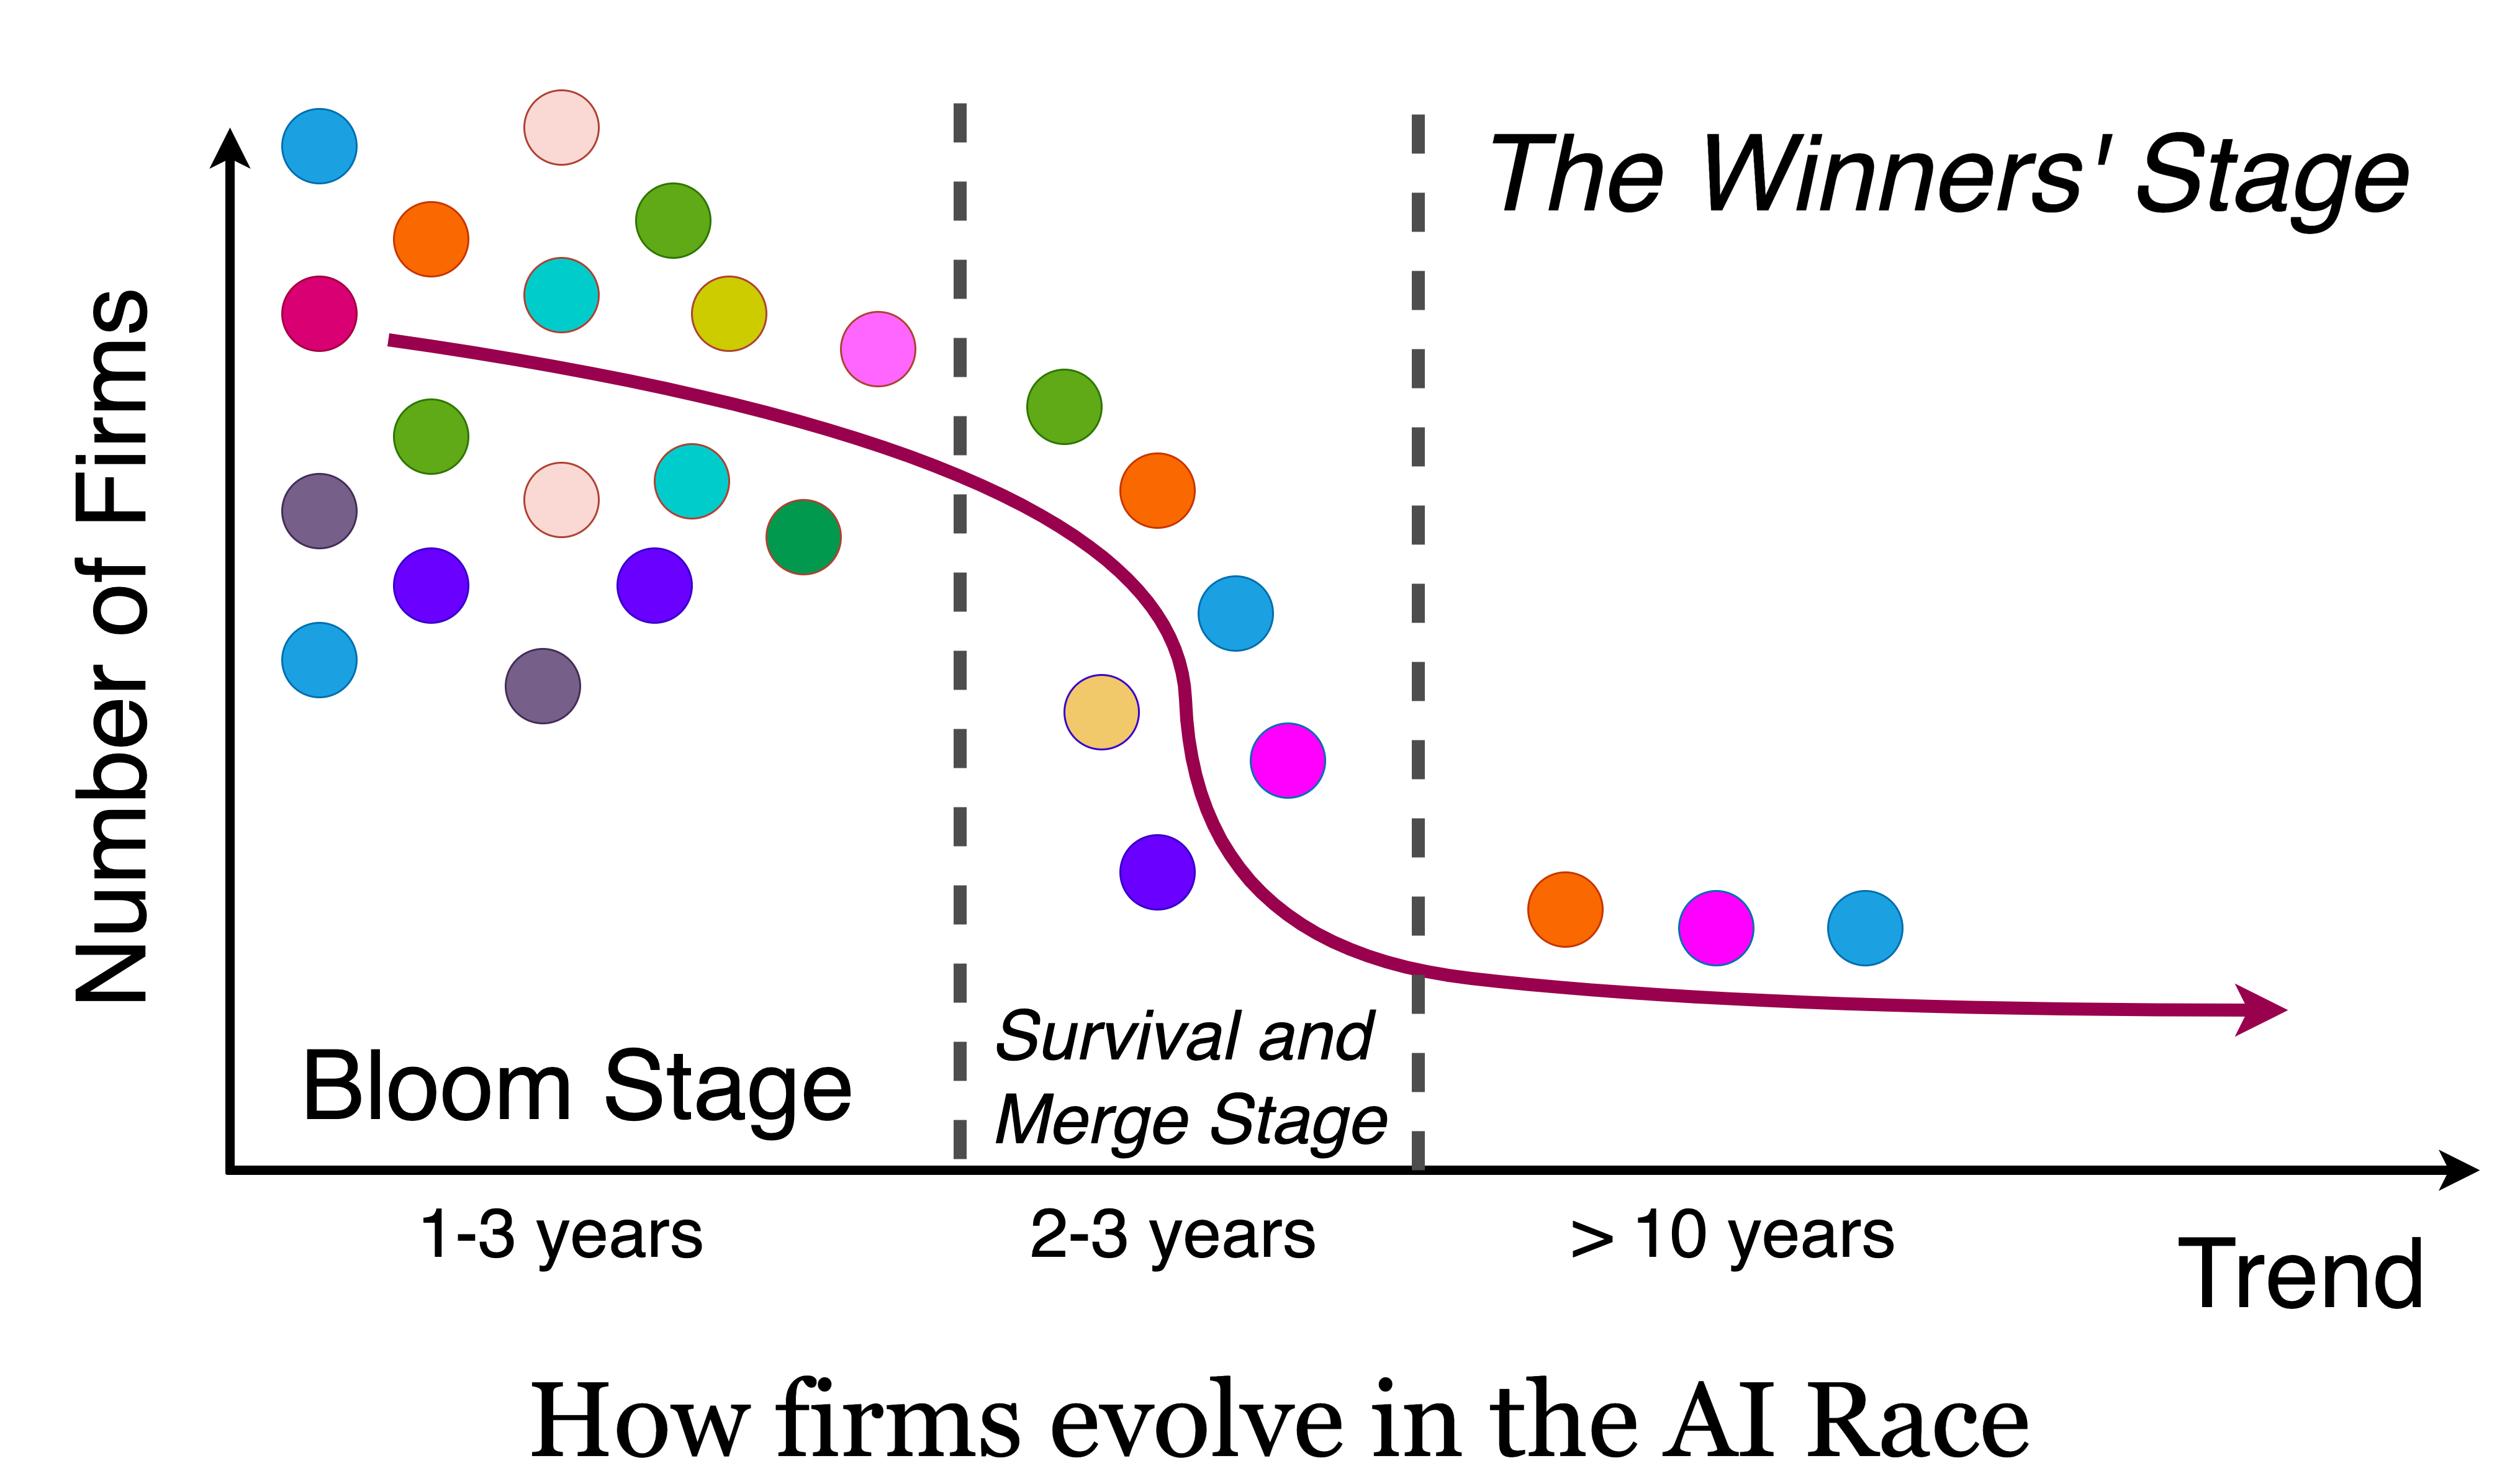 The Winners' Stage
Number of Firms
Bloom Stage
Survival and
Merge Stage
1-3 years
2-3 years
> 10 years
Trend
How firms evolve in the AI Race